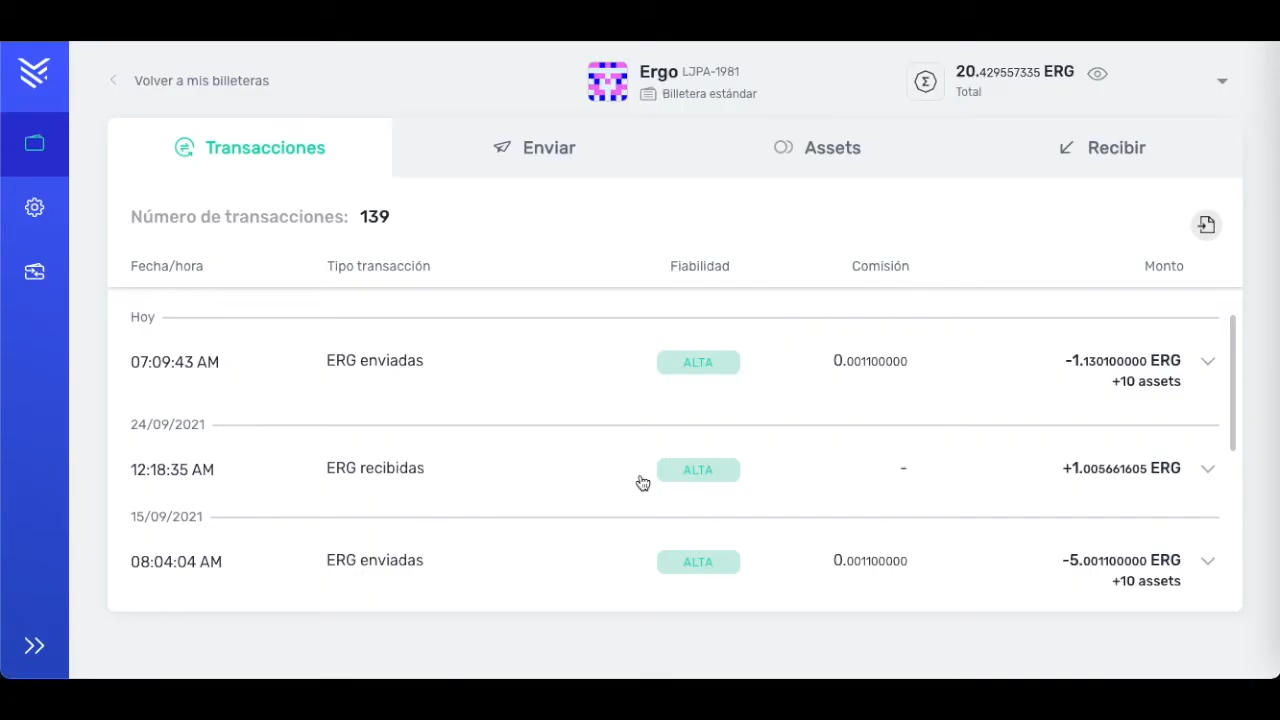 Volver a mis billeteras
Ergo LJPA-1981
Billetera estándar
20.429557335 ERG
Total
Transacciones
Enviar
Assets
Recibir
Número de transacciones: 139
Fecha/hora Tipo transacción Fiabilidad Comisión Monto
Hoy
07:09:43 AM ERG enviadas ALTA 0.001100000 -1.130100000 ERG
+10 assets
24/09/2021
12:18:35 AM ERG recibidas ALTA - +1.005661605 ERG
15/09/2021
08:04:04 AM ERG enviadas ALTA 0.001100000 -5.001100000 ERG
+10 assets